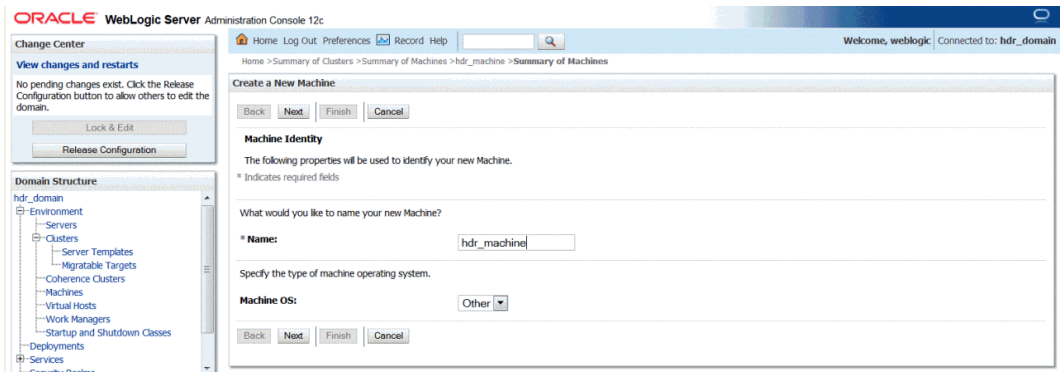 ORACLE WebLogic Server Administration Console 12c
Change Center
View changes and restarts
No pending changes exist. Click the Release
Configuration button to allow others to edit the
domain.
Lock & Edit
Release Configuration
Domain Structure
hdr_domain
Environment
Servers
Clusters
Server Templates
Migratable Targets
Coherence Clusters
Machines
Virtual Hosts
Work Managers
Startup and Shutdown Classes
Deployments
Services
Security Realms
Home Log Out Preferences Record Help
Welcome, weblogic Connected to: hdr_domain
Home >Summary of Clusters >Summary of Machines >hdr_machine >Summary of Machines
Create a New Machine
Back Next Finish Cancel
Machine Identity
The following properties will be used to identify your new Machine.
* Indicates required fields
What would you like to name your new Machine?
* Name: hdr_machine
Specify the type of machine operating system.
Machine OS: Other
Back Next Finish Cancel